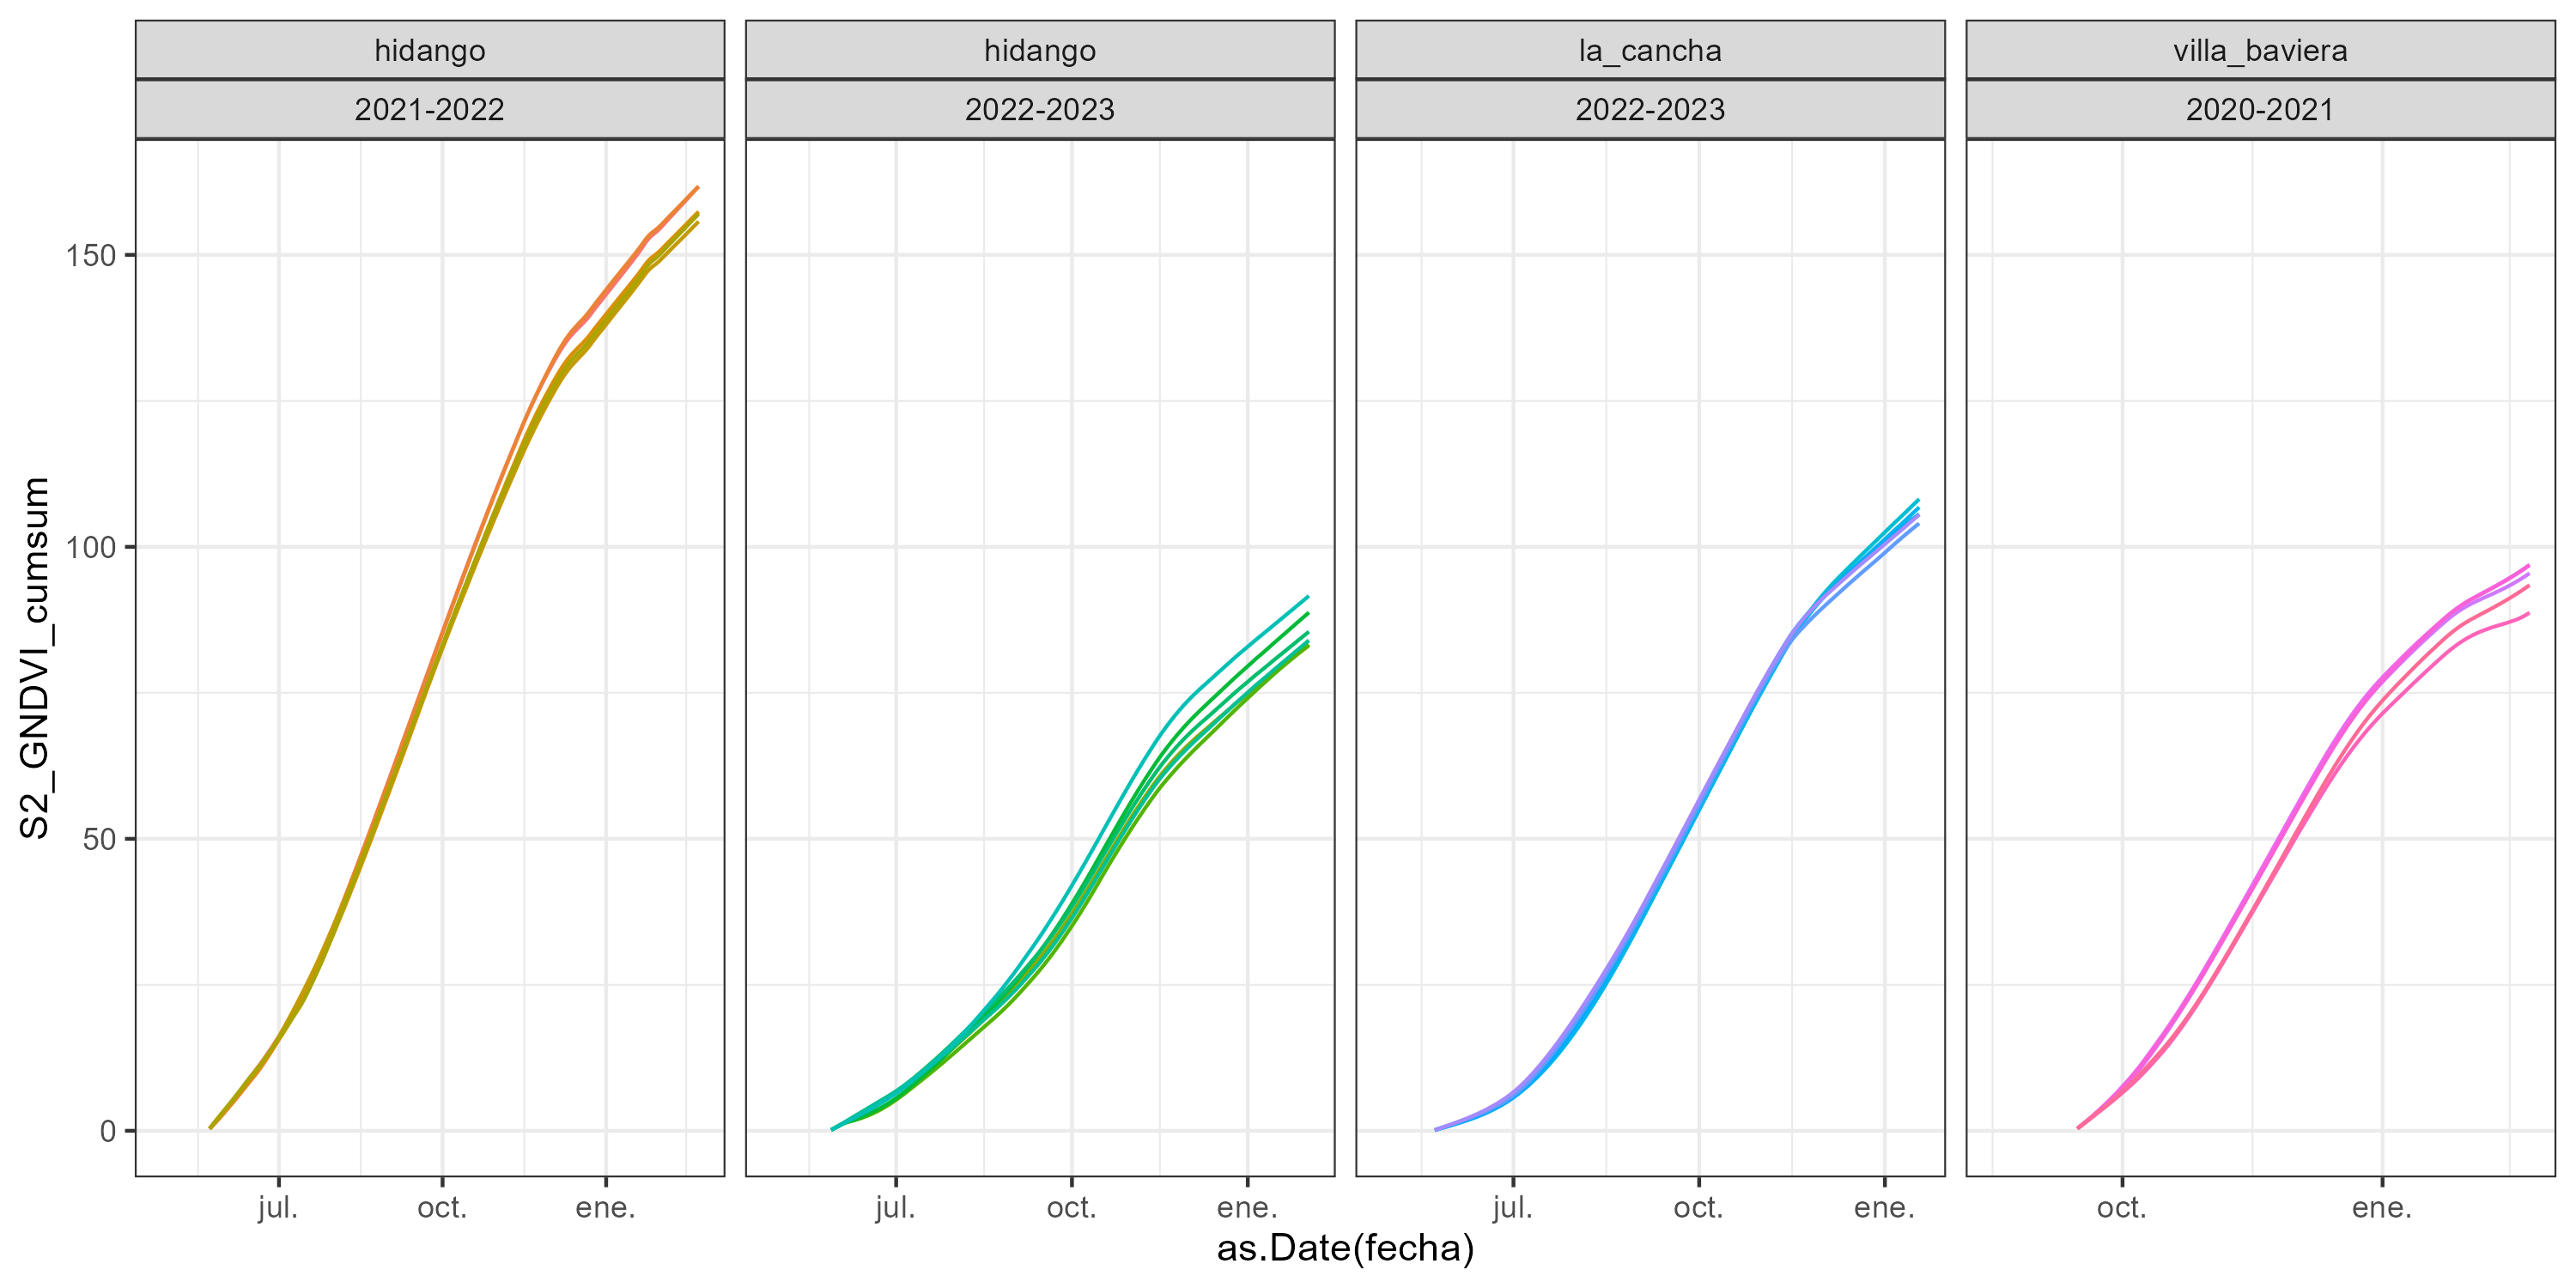 hidango
hidango
la_cancha
villa_baviera
2021-2022
2022-2023
2022-2023
2020-2021
S2_GNDVI_cumsum
150
100
50
0
jul.
oct.
ene.
jul.
oct.
ene.
jul.
oct.
ene.
oct.
ene.
as.Date(fecha)